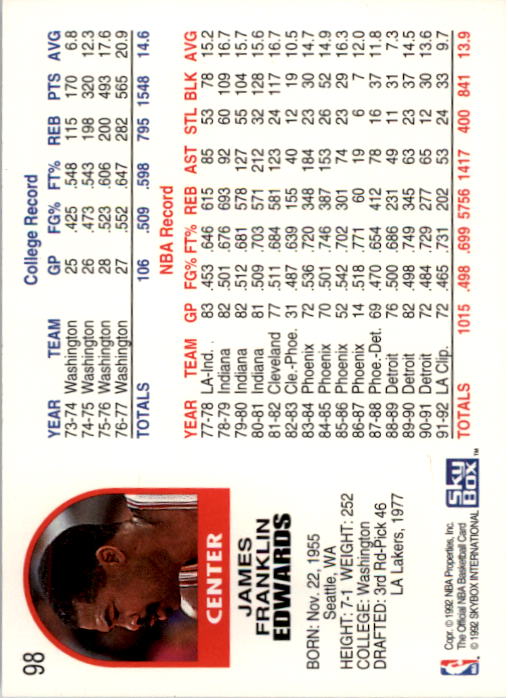 98
CENTER
JAMES
FRANKLIN
EDWARDS
BORN: Nov. 22, 1955
Seattle, WA
HEIGHT: 7-1 WEIGHT: 252
COLLEGE: Washington
DRAFTED: 3rd Rd-Pick 46
LA Lakers, 1977
Copr. © 1992 NBA Properties, Inc.
The Official NBA Basketball Card
© 1992 SKYBOX INTERNATIONAL
SkyBox™
College Record
YEAR TEAM GP FG% FT% REB PTS AVG
73-74 Washington 25 .425 .548 115 170 6.8
74-75 Washington 26 .473 .543 198 320 12.3
75-76 Washington 28 .523 .606 200 493 17.6
76-77 Washington 27 .552 .647 282 565 20.9
TOTALS 106 .509 .598 795 1548 14.6
NBA Record
YEAR TEAM GP FG% FT% REB AST STL BLK AVG
77-78 LA-Ind. 83 .453 .646 615 85 53 78 15.2
78-79 Indiana 82 .501 .676 693 92 60 109 16.7
79-80 Indiana 82 .512 .681 578 127 55 104 15.7
80-81 Indiana 81 .509 .703 571 212 32 128 15.6
81-82 Cleveland 77 .511 .684 581 123 24 117 16.7
82-83 Cle.-Phoe. 31 .487 .639 155 40 12 19 10.5
83-84 Phoenix 72 .536 .720 348 184 23 30 14.7
84-85 Phoenix 70 .501 .746 387 153 26 52 14.9
85-86 Phoenix 52 .542 .702 301 74 23 29 16.3
86-87 Phoenix 14 .518 .771 60 19 6 7 12.0
87-88 Phoe.-Det. 69 .470 .654 412 78 16 37 11.8
88-89 Detroit 76 .500 .686 231 49 11 31 7.3
89-90 Detroit 82 .498 .749 345 63 23 37 14.5
90-91 Detroit 72 .484 .729 277 65 12 30 13.6
91-92 LA Clip. 72 .465 .731 202 53 24 33 9.7
TOTALS 1015 .498 .699 5756 1417 400 841 13.9